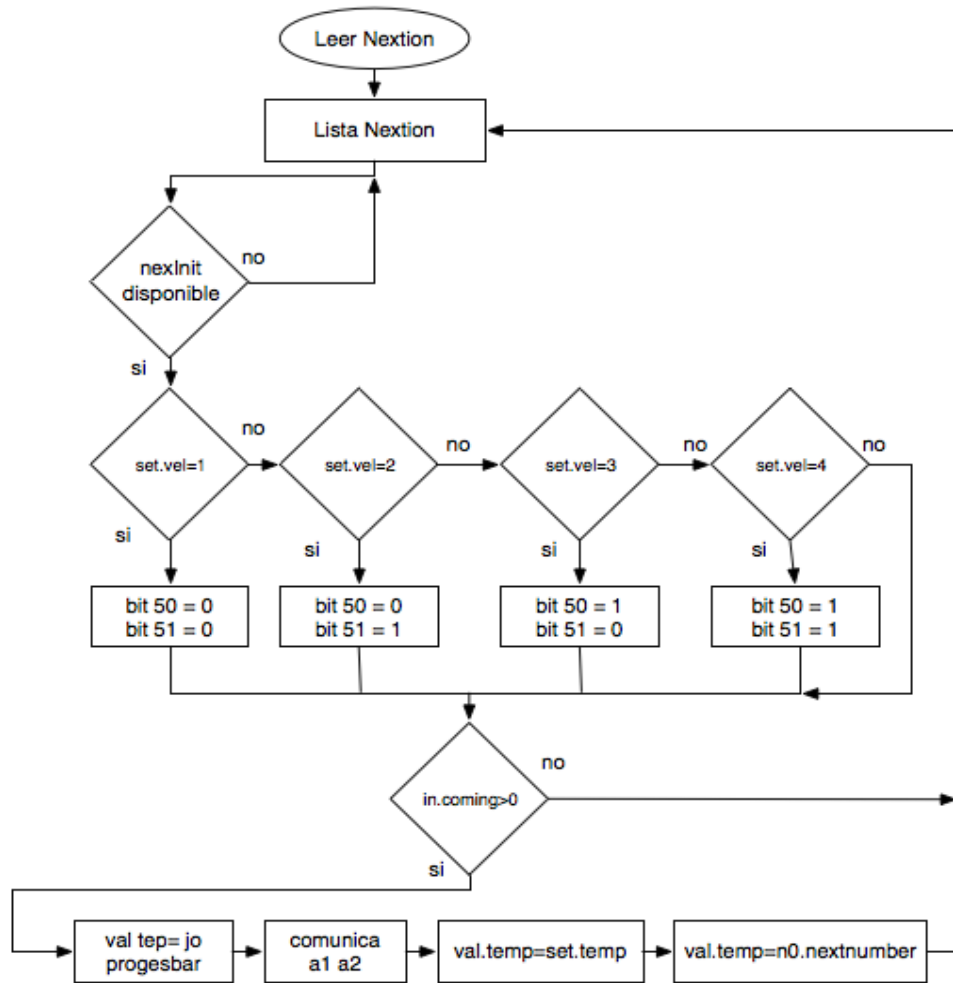 Leer Nextion
Lista Nextion
nexInit
disponible
no
si
set.vel=1
no
si
set.vel=2
no
si
set.vel=3
no
si
set.vel=4
no
si
bit 50 = 0
bit 51 = 0
bit 50 = 0
bit 51 = 1
bit 50 = 1
bit 51 = 0
bit 50 = 1
bit 51 = 1
in.coming>0
no
si
val tep= jo
progesbar
comunica
a1 a2
val.temp=set.temp
val.temp=n0.nextnumber